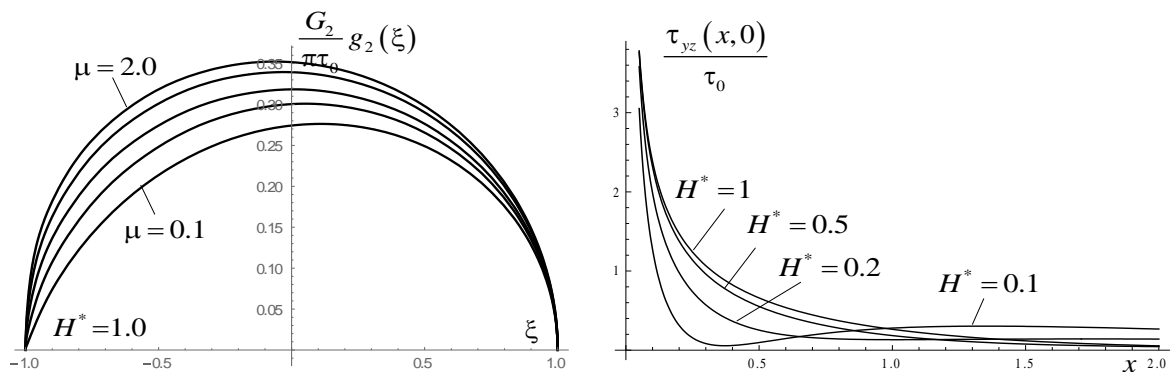 G₂/πτ₀ g₂(ξ)
μ = 2.0
0.35
0.30
0.25
0.20
μ = 0.1
0.15
0.10
0.05
H* = 1.0
ξ
−1.0 −0.5 0.5 1.0
τyz(x,0)/τ₀
3
2
1
H* = 1
H* = 0.5
H* = 0.2
H* = 0.1
0.5 1.0 1.5 x 2.0